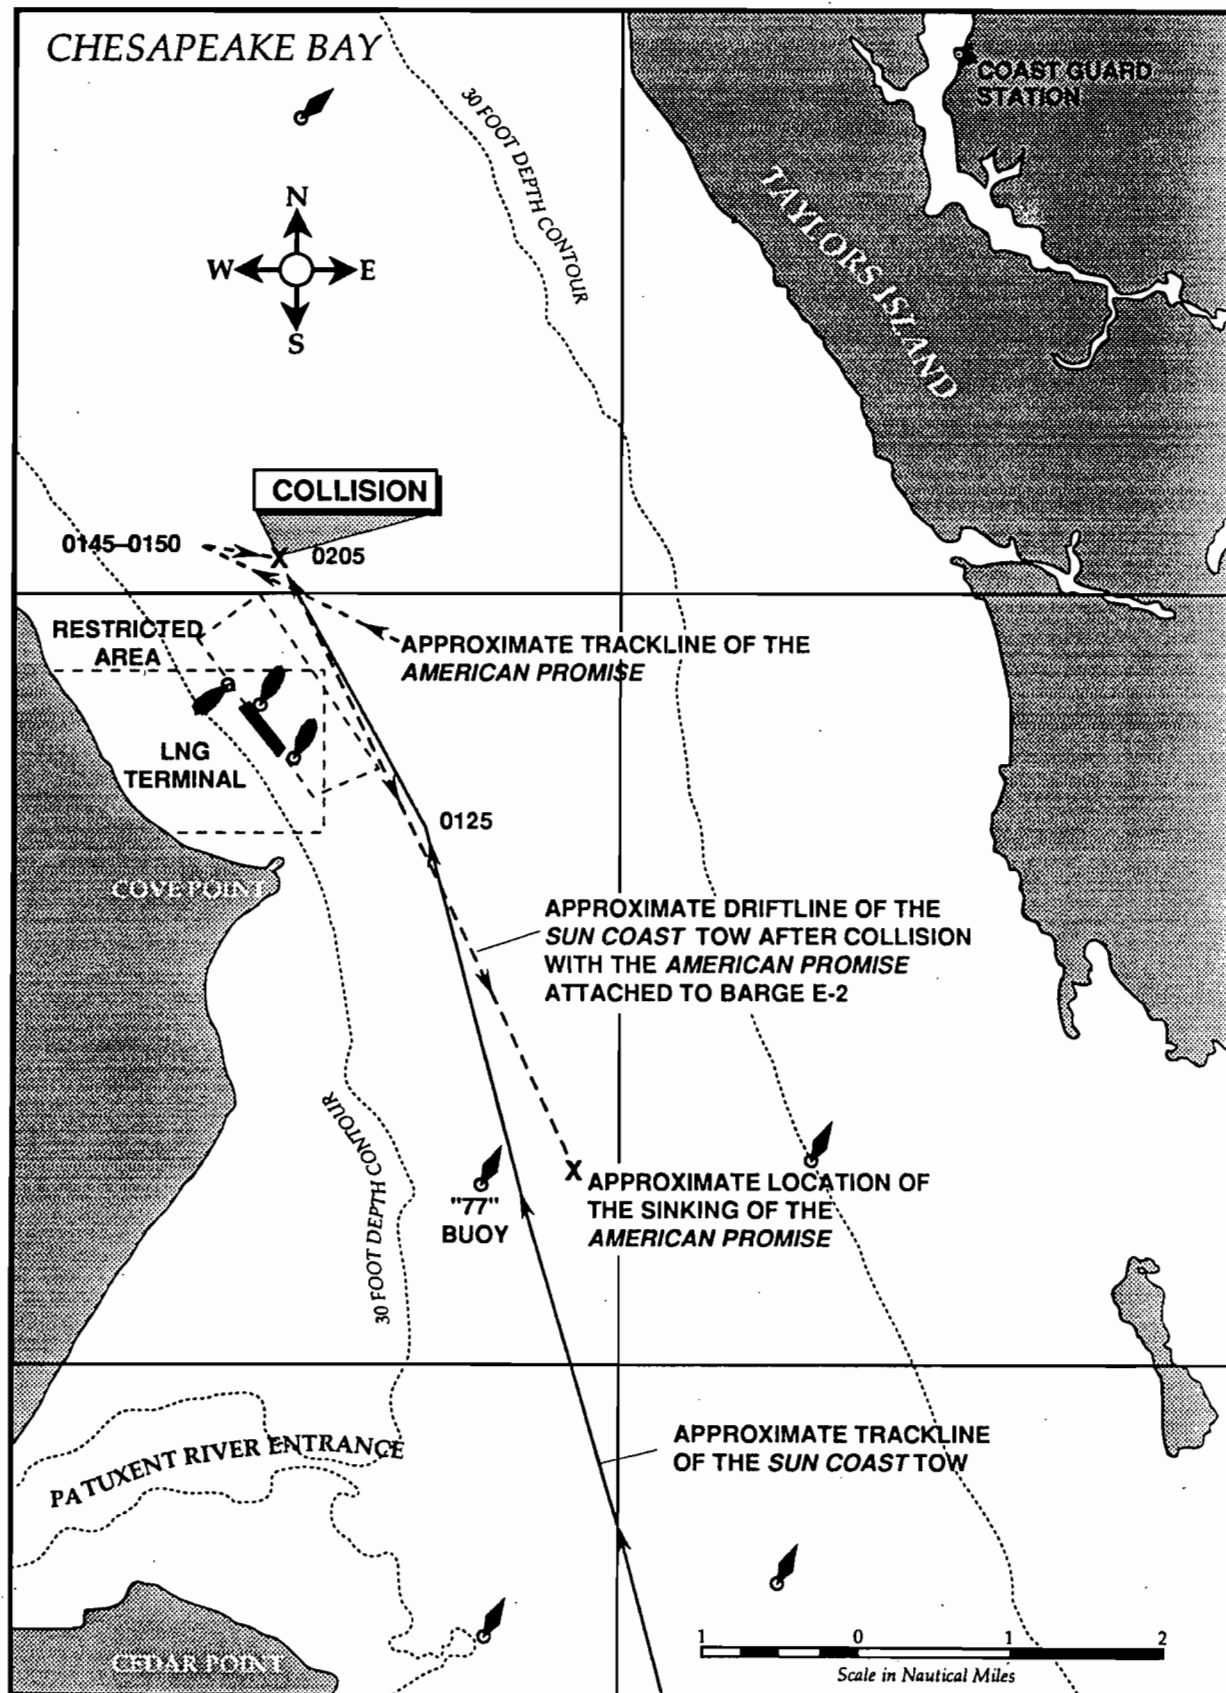 CHESAPEAKE BAY
COAST GUARD
STATION
30 FOOT DEPTH CONTOUR
TAYLORS ISLAND
N
W
E
S
COLLISION
0145–0150
X
0205
RESTRICTED
AREA
APPROXIMATE TRACKLINE OF THE
AMERICAN PROMISE
LNG
TERMINAL
0125
COVE POINT
APPROXIMATE DRIFTLINE OF THE
SUN COAST TOW AFTER COLLISION
WITH THE AMERICAN PROMISE
ATTACHED TO BARGE E-2
30 FOOT DEPTH CONTOUR
"77"
BUOY
X
APPROXIMATE LOCATION OF
THE SINKING OF THE
AMERICAN PROMISE
PATUXENT RIVER ENTRANCE
APPROXIMATE TRACKLINE
OF THE SUN COAST TOW
CEDAR POINT
1 0 1 2
Scale in Nautical Miles